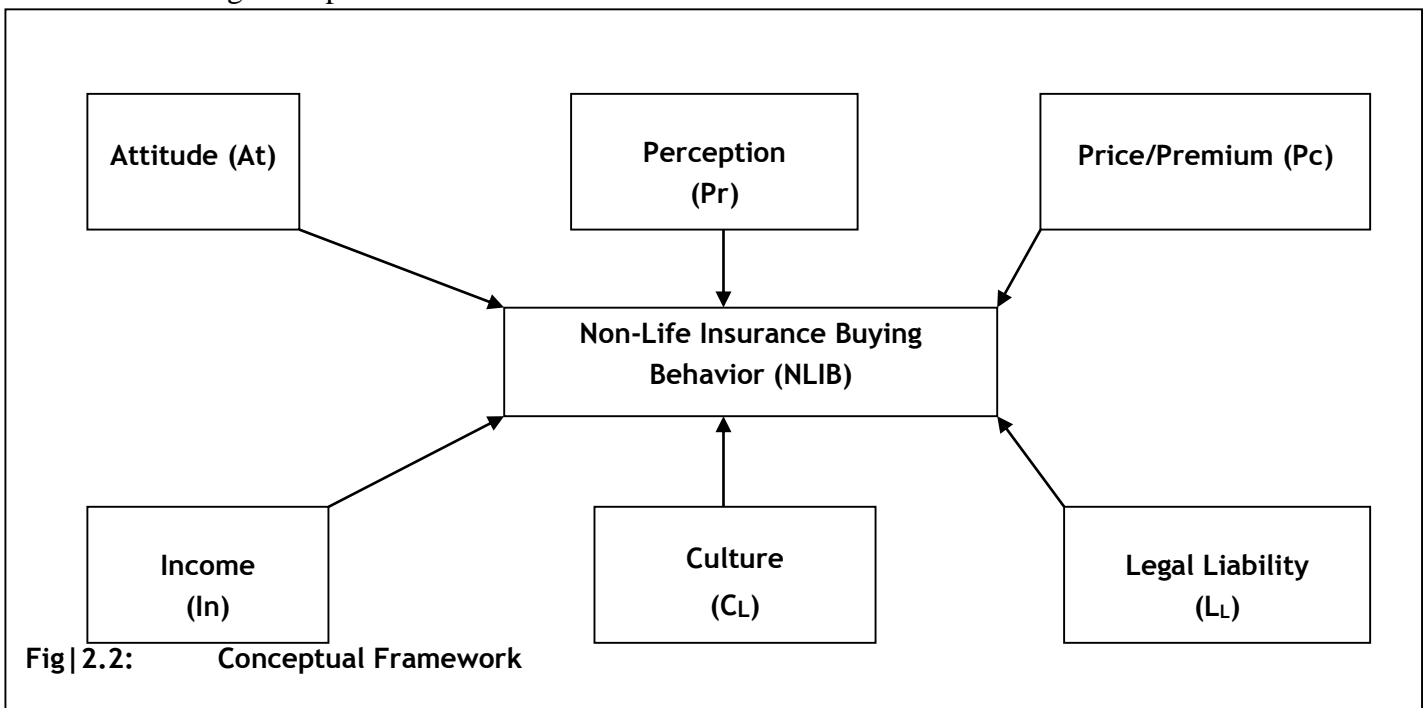 Attitude (At)
Perception
(Pr)
Price/Premium (Pc)
Non-Life Insurance Buying
Behavior (NLIB)
Income
(In)
Culture
(CL)
Legal Liability
(LL)
Fig|2.2: Conceptual Framework